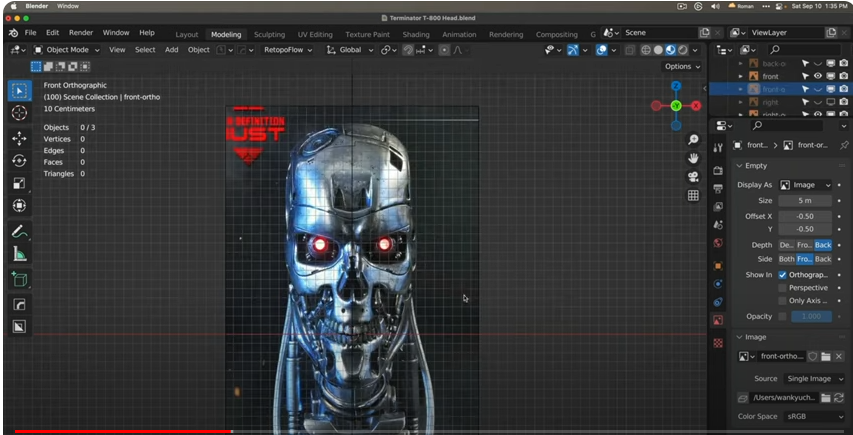 Blender Window
Roman Sat Sep 10 1:35 PM
Terminator T-800 Head.blend
File Edit Render Window Help
Layout Modeling Sculpting UV Editing Texture Paint Shading Animation Rendering Compositing G
Scene
ViewLayer
Object Mode View Select Add Object RetopoFlow Global
Options
Front Orthographic
(100) Scene Collection | front-ortho
10 Centimeters
Objects 0 / 3
Vertices 0
Edges 0
Faces 0
Triangles 0
DEFINITION
UST
Z
Y
X
back-o
front
front-o
right
right-o
front...
front-or...
Empty
Display As Image
Size 5 m
Offset X -0.50
Y -0.50
Depth De... Fro... Back
Side Both Fro... Back
Show In Orthograp...
Perspective
Only Axis ...
Opacity 1.000
Image
front-ortho...
Source Single Image
/Users/wankyuch...
Color Space sRGB